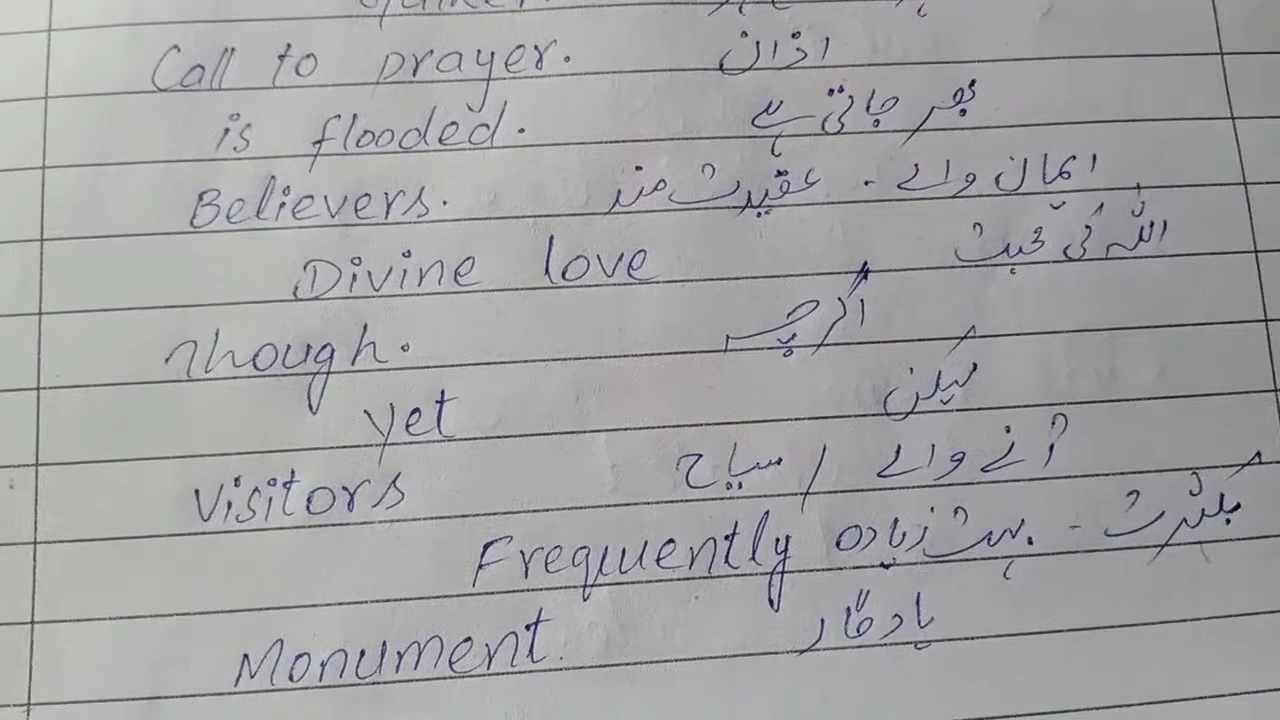 Call to prayer. اذان
is flooded. بھر جاتی ہے
Believers. ایمان والے - عقیدت مند
Divine love اللہ کی محبت
Though. اگرچہ
yet لیکن
Visitors آنے والے / سیاح
Frequently بکثرت - بہت زیادہ
Monument. یادگار